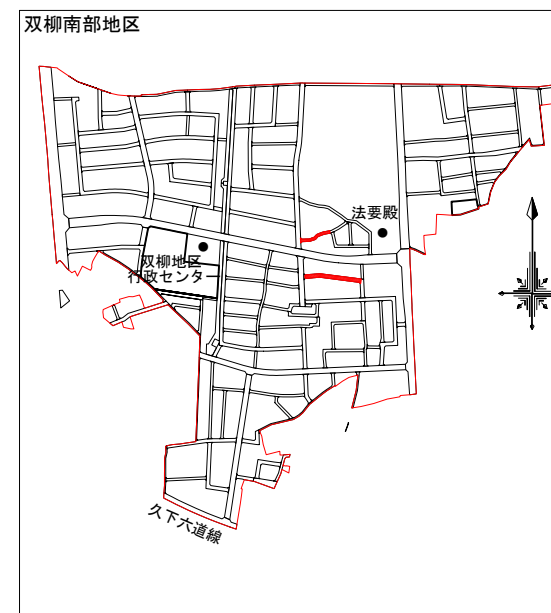 双柳南部地区
法要殿
双柳地区
行政センター
久下六道線